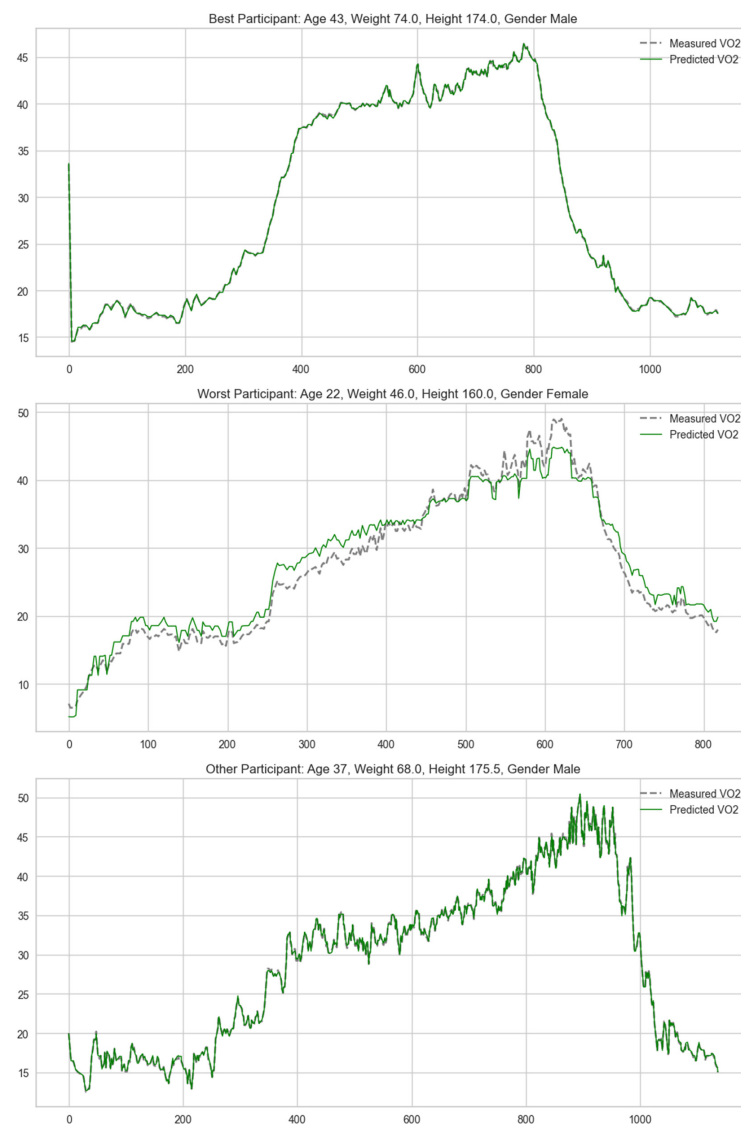 Best Participant: Age 43, Weight 74.0, Height 174.0, Gender Male
Measured VO2
Predicted VO2
45
40
35
30
25
20
15
0 200 400 600 800 1000
Worst Participant: Age 22, Weight 46.0, Height 160.0, Gender Female
Measured VO2
Predicted VO2
50
40
30
20
10
0 100 200 300 400 500 600 700 800
Other Participant: Age 37, Weight 68.0, Height 175.5, Gender Male
Measured VO2
Predicted VO2
50
45
40
35
30
25
20
15
0 200 400 600 800 1000